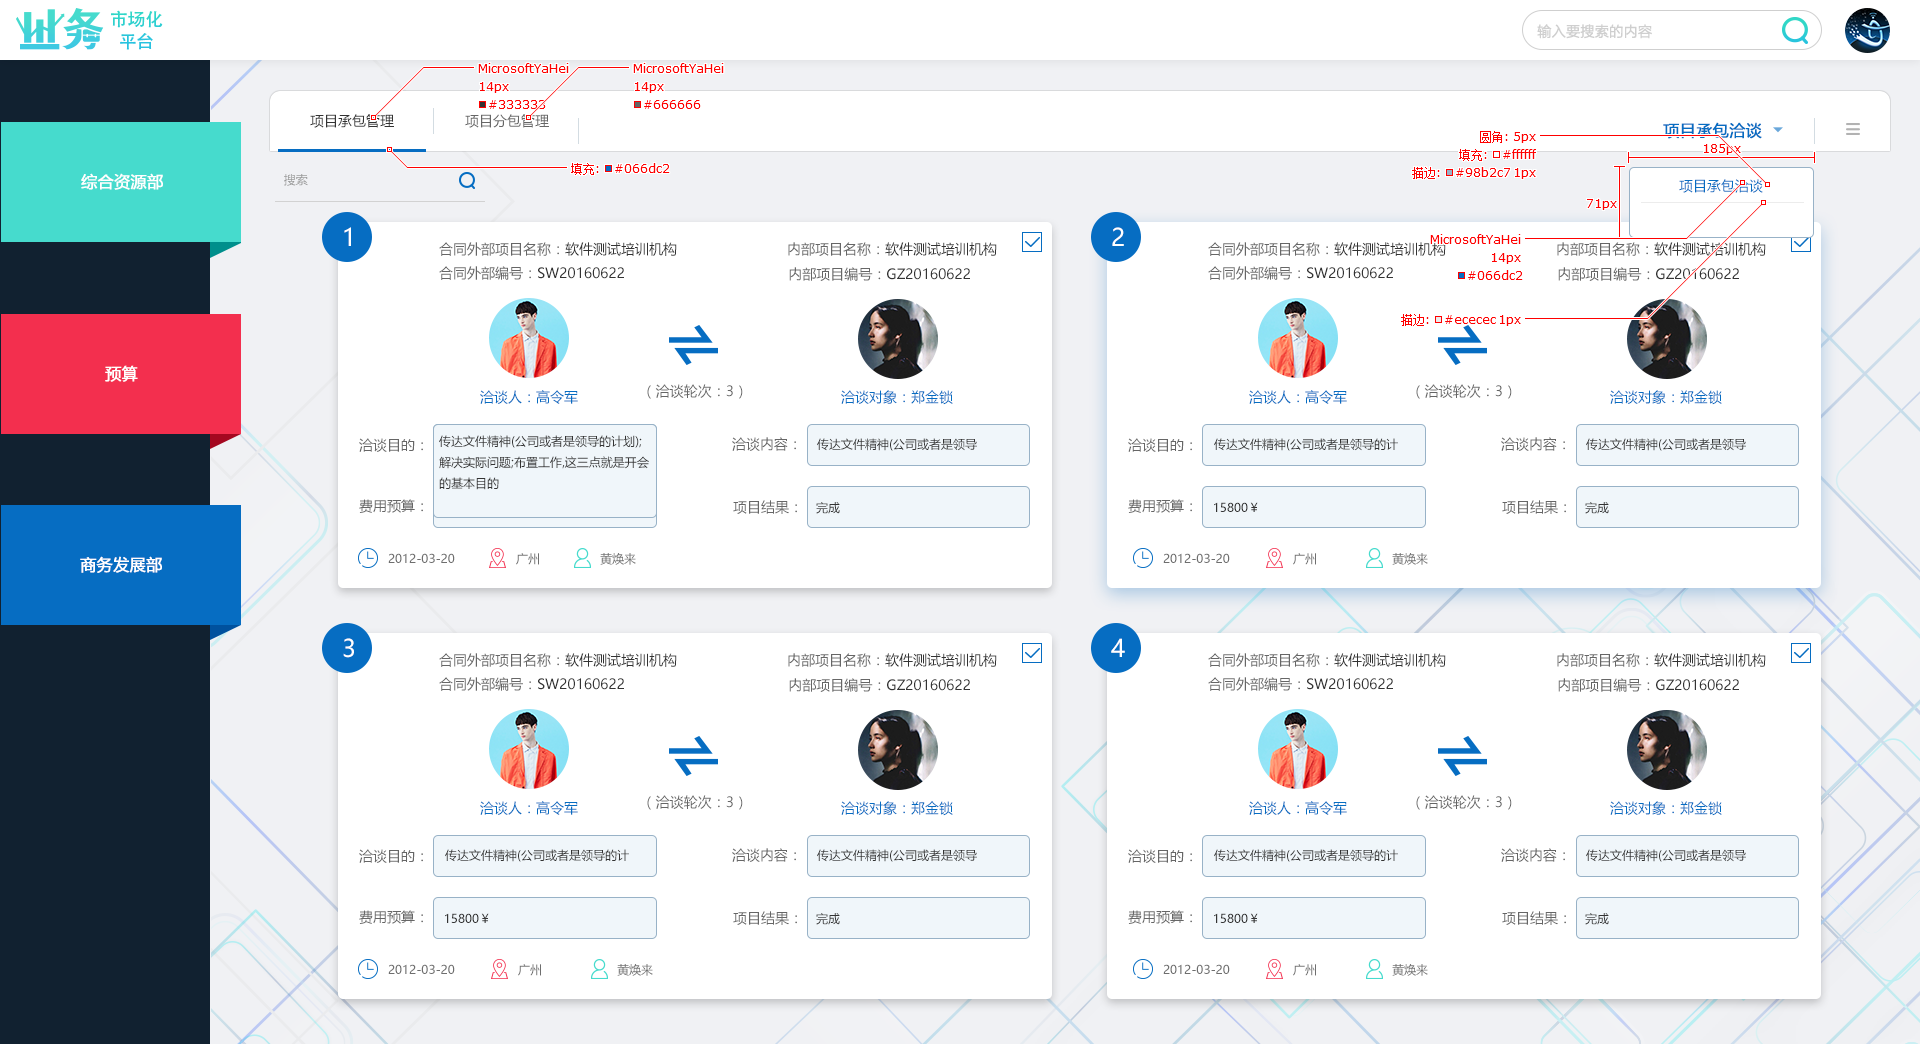 业务 市场化
平台
输入要搜索的内容
综合资源部
预算
商务发展部
MicrosoftYaHei
14px
#333333
MicrosoftYaHei
14px
#666666
项目承包管理
项目分包管理
填充: #066dc2
搜索
项目承包洽谈
圆角: 5px
填充: #ffffff
描边: #98b2c7 1px
185px
71px
项目承包洽谈
MicrosoftYaHei
14px
#066dc2
描边: #ececec 1px
1
合同外部项目名称：软件测试培训机构
内部项目名称：软件测试培训机构
合同外部编号：SW20160622
内部项目编号：GZ20160622
洽谈人：高令军
（洽谈轮次：3）
洽谈对象：郑金锁
洽谈目的：
传达文件精神(公司或者是领导的计划);
解决实际问题;布置工作,这三点就是开会
的基本目的
洽谈内容：
传达文件精神(公司或者是领导
费用预算：
项目结果：
完成
2012-03-20
广州
黄焕来
2
合同外部项目名称：软件测试培训机构
内部项目名称：软件测试培训机构
合同外部编号：SW20160622
内部项目编号：GZ20160622
洽谈人：高令军
（洽谈轮次：3）
洽谈对象：郑金锁
洽谈目的：
传达文件精神(公司或者是领导的计
洽谈内容：
传达文件精神(公司或者是领导
费用预算：
15800 ¥
项目结果：
完成
2012-03-20
广州
黄焕来
3
合同外部项目名称：软件测试培训机构
内部项目名称：软件测试培训机构
合同外部编号：SW20160622
内部项目编号：GZ20160622
洽谈人：高令军
（洽谈轮次：3）
洽谈对象：郑金锁
洽谈目的：
传达文件精神(公司或者是领导的计
洽谈内容：
传达文件精神(公司或者是领导
费用预算：
15800 ¥
项目结果：
完成
2012-03-20
广州
黄焕来
4
合同外部项目名称：软件测试培训机构
内部项目名称：软件测试培训机构
合同外部编号：SW20160622
内部项目编号：GZ20160622
洽谈人：高令军
（洽谈轮次：3）
洽谈对象：郑金锁
洽谈目的：
传达文件精神(公司或者是领导的计
洽谈内容：
传达文件精神(公司或者是领导
费用预算：
15800 ¥
项目结果：
完成
2012-03-20
广州
黄焕来